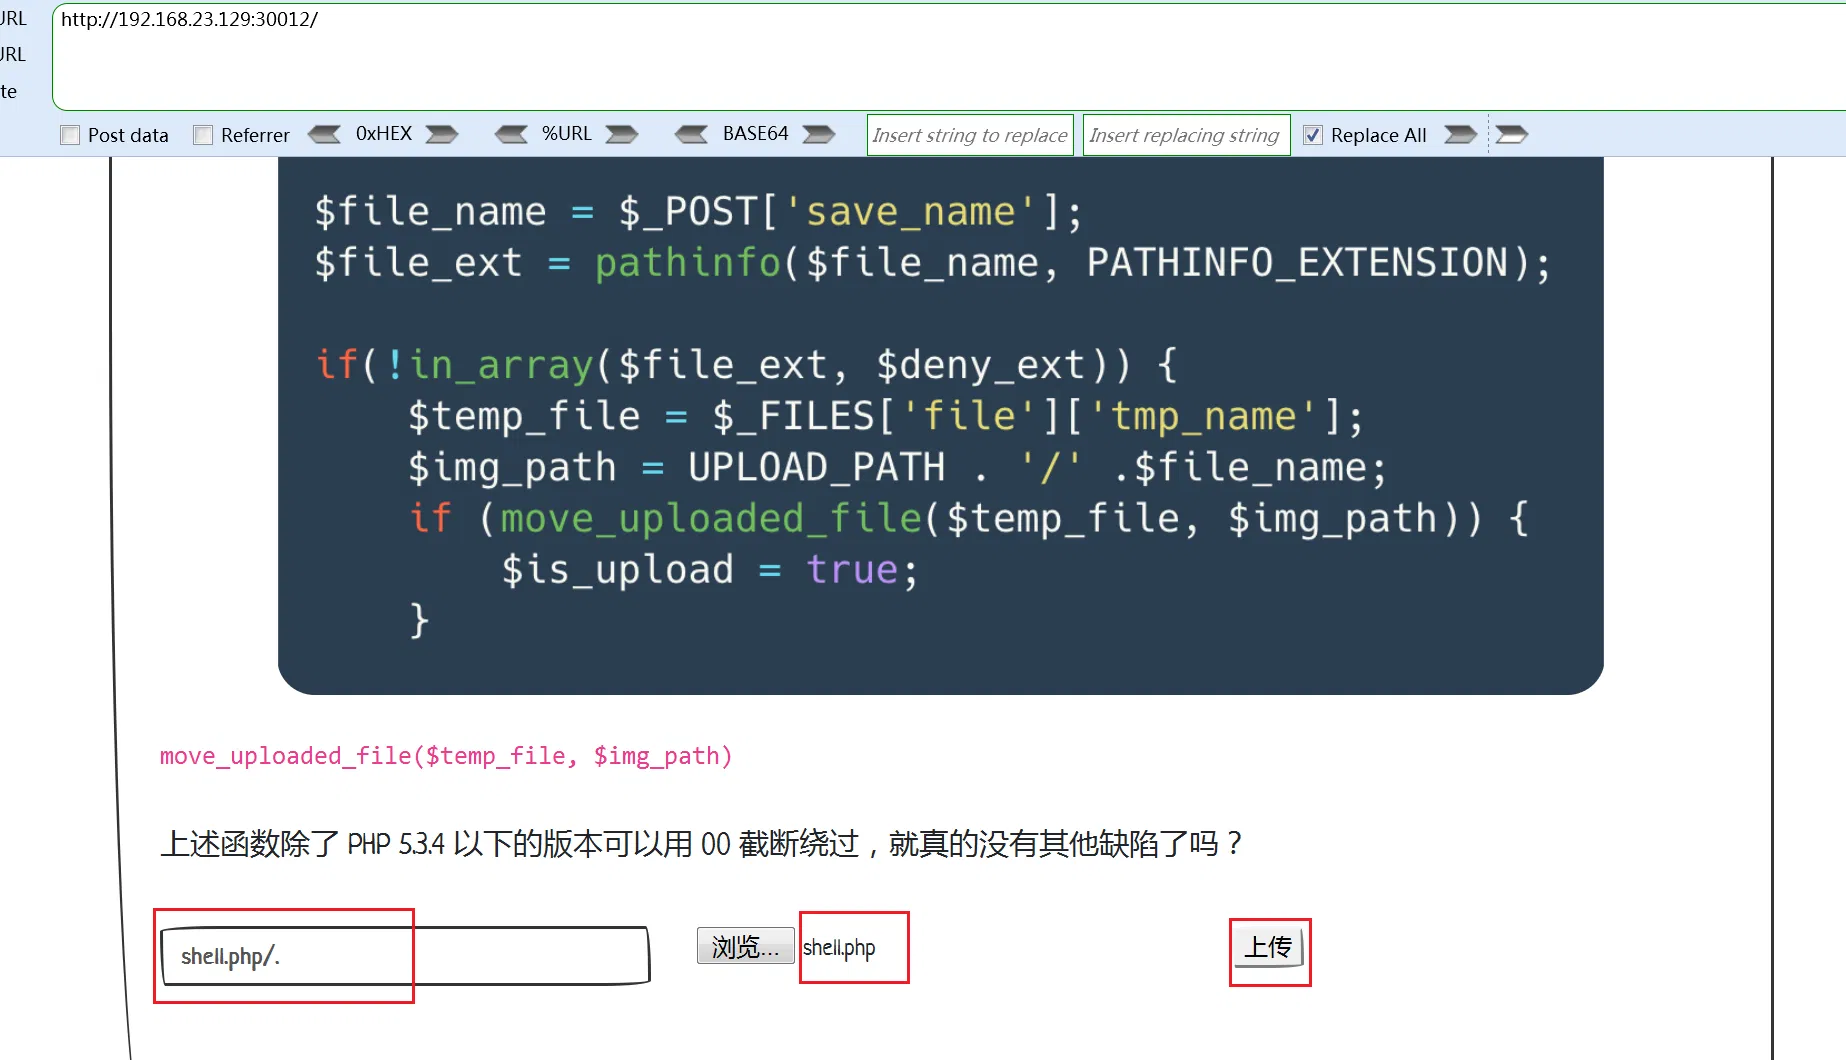 URL
http://192.168.23.129:30012/
URL
te
Post data Referrer 0xHEX %URL BASE64 Insert string to replace Insert replacing string Replace All
$file_name = $_POST['save_name'];
$file_ext = pathinfo($file_name, PATHINFO_EXTENSION);
if(!in_array($file_ext, $deny_ext)) {
$temp_file = $_FILES['file']['tmp_name'];
$img_path = UPLOAD_PATH . '/' .$file_name;
if (move_uploaded_file($temp_file, $img_path)) {
$is_upload = true;
}
move_uploaded_file($temp_file, $img_path)
上述函数除了 PHP 5.3.4 以下的版本可以用 00 截断绕过，就真的没有其他缺陷了吗？
shell.php/. 浏览... shell.php 上传